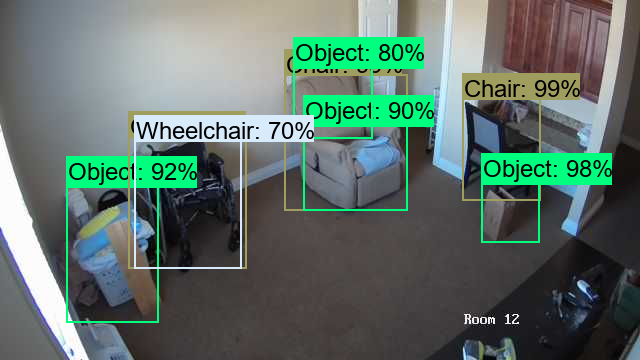 Object: 80%
Chair: 99%
Object: 90%
Wheelchair: 70%
Object: 92%
Object: 98%
Room 12